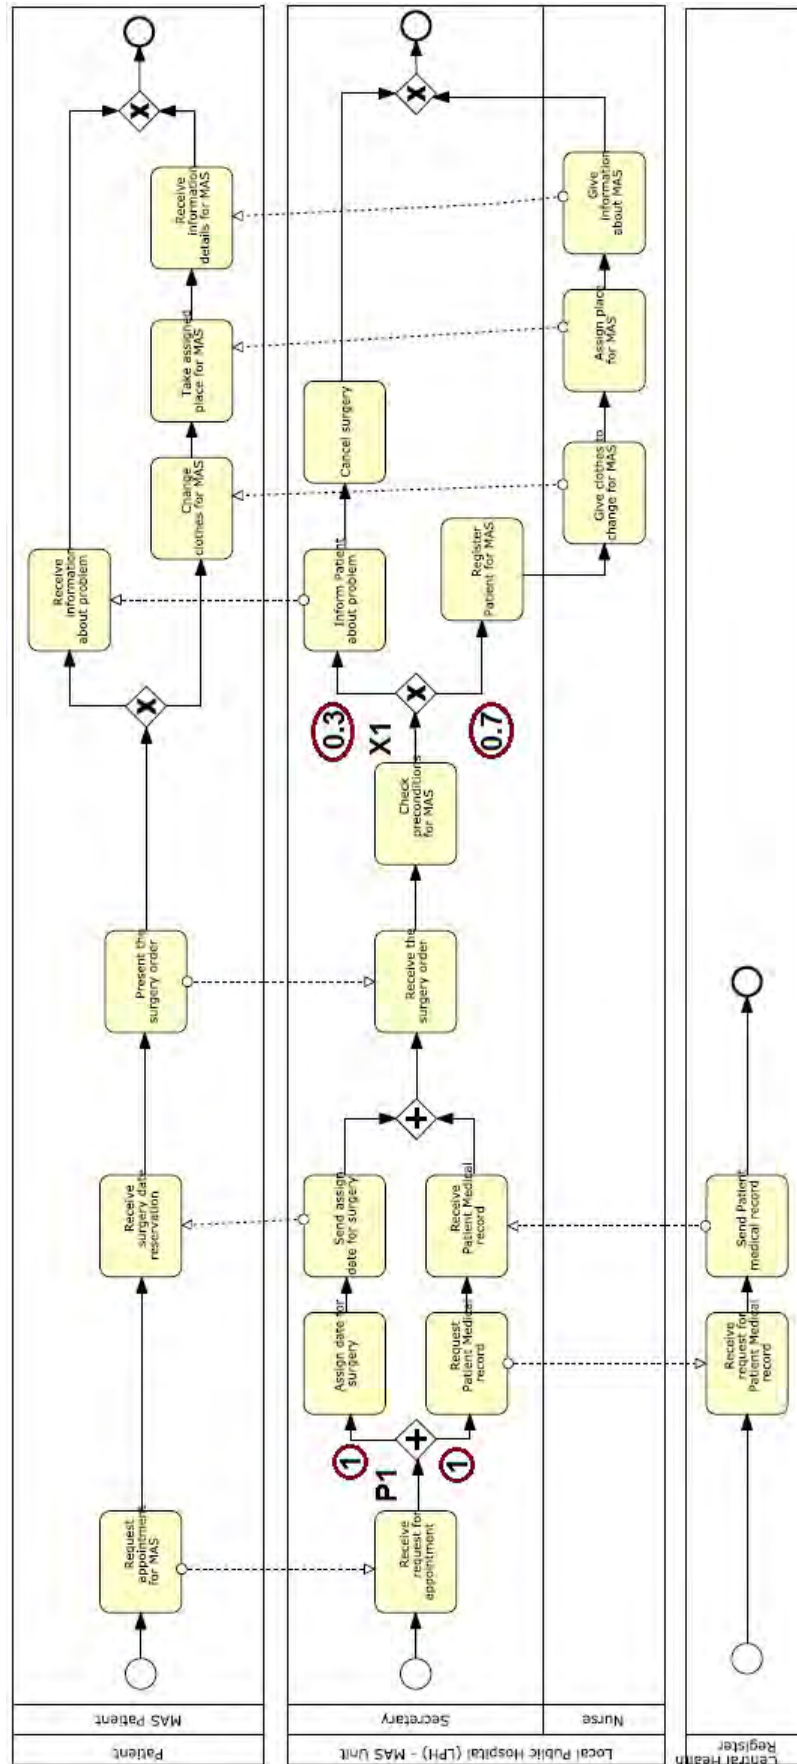 Patient
MAS Patient
Request
appointment
for MAS
Receive
surgery date
reservation
Present the
surgery order
Receive
information
about problem
Change
clothes for MAS
Take assigned
place for MAS
Receive
information
details for MAS
X
X
Local Public Hospital (LPH) - MAS Unit
Secretary
Receive
request for
appointment
P1
1
1
Assign date for
surgery
Send assign
date for surgery
Request
Patient Medical
record
Receive
Patient Medical
record
Receive the
surgery order
Check
preconditions
for MAS
X1
X
0.3
0.7
Inform Patient
about problem
Cancel surgery
Register
Patient for MAS
X
Nurse
Give clothes to
change for MAS
Assign place
for MAS
Give
information
about MAS
Central Health
Register
Receive
request for
Patient Medical
record
Send Patient
medical record